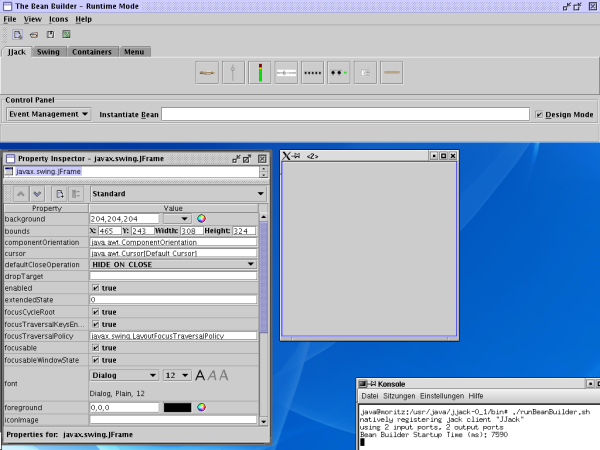 The Bean Builder - Runtime Mode
File View Icons Help
JJack Swing Containers Menu
Control Panel
Event Management Instantiate Bean Design Mode
Property Inspector - javax.swing.JFrame
javax.swing.JFrame
Standard
Property Value
background 204,204,204
bounds X: 465 Y: 243 Width: 308 Height: 324
componentOrientation java.awt.ComponentOrientation
cursor java.awt.Cursor[Default Cursor]
defaultCloseOperation HIDE ON CLOSE
dropTarget
enabled true
extendedState 0
focusCycleRoot true
focusTraversalKeysEn... true
focusTraversalPolicy javax.swing.LayoutFocusTraversalPolicy
focusable true
focusableWindowState true
font Dialog 12 A A A
Dialog, Plain, 12
foreground 0,0,0
iconImage
Properties for: javax.swing.JFrame
<2>
Konsole
Datei Sitzungen Einstellungen Hilfe
java@moritz:/usr/java/jjack-0_1/bin# ./runBeanBuilder.sh
natively registering jack client "JJack"
using 2 input ports, 2 output ports
Bean Builder Startup Time (ms): 7590